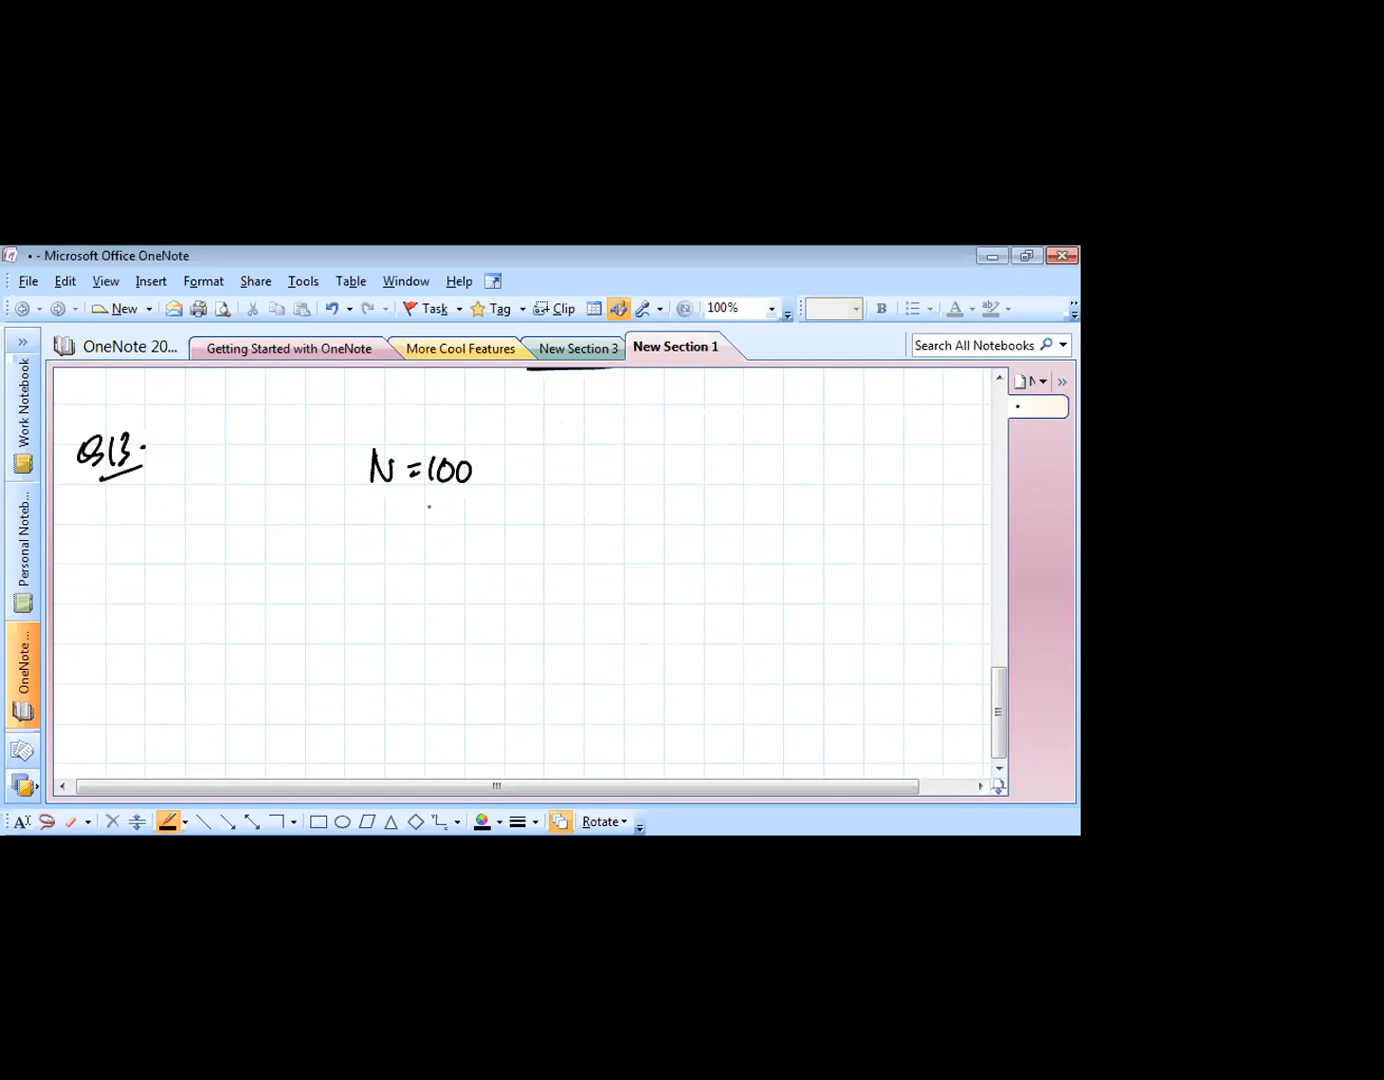 • - Microsoft Office OneNote
File Edit View Insert Format Share Tools Table Window Help
New Task Tag Clip 100% B A ab
OneNote 20... Getting Started with OneNote More Cool Features New Section 3 New Section 1 Search All Notebooks
Work Notebook
Personal Noteb...
OneNote ...
N
Q13.
N = 100
A Rotate